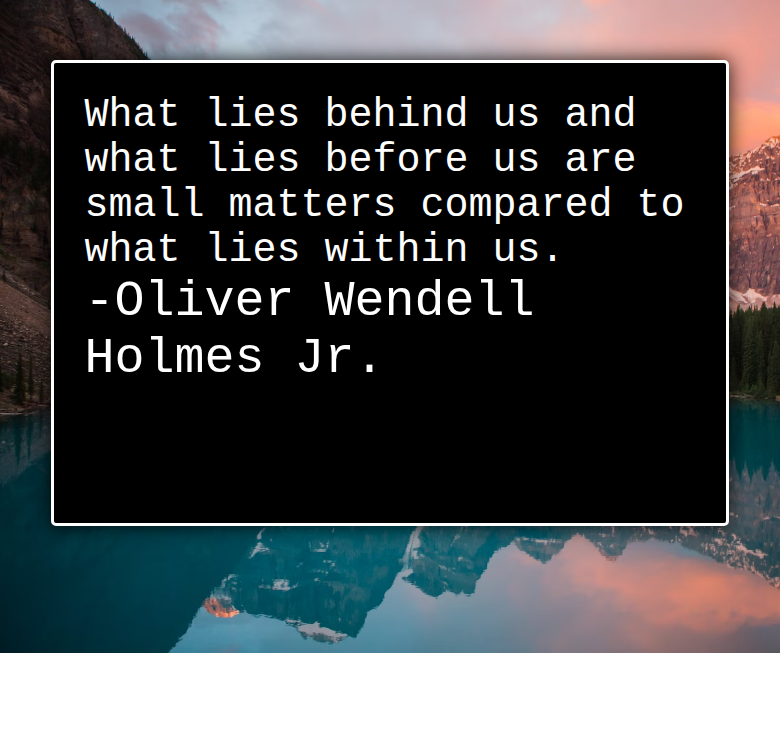 What lies behind us and
what lies before us are
small matters compared to
what lies within us.
-Oliver Wendell
Holmes Jr.